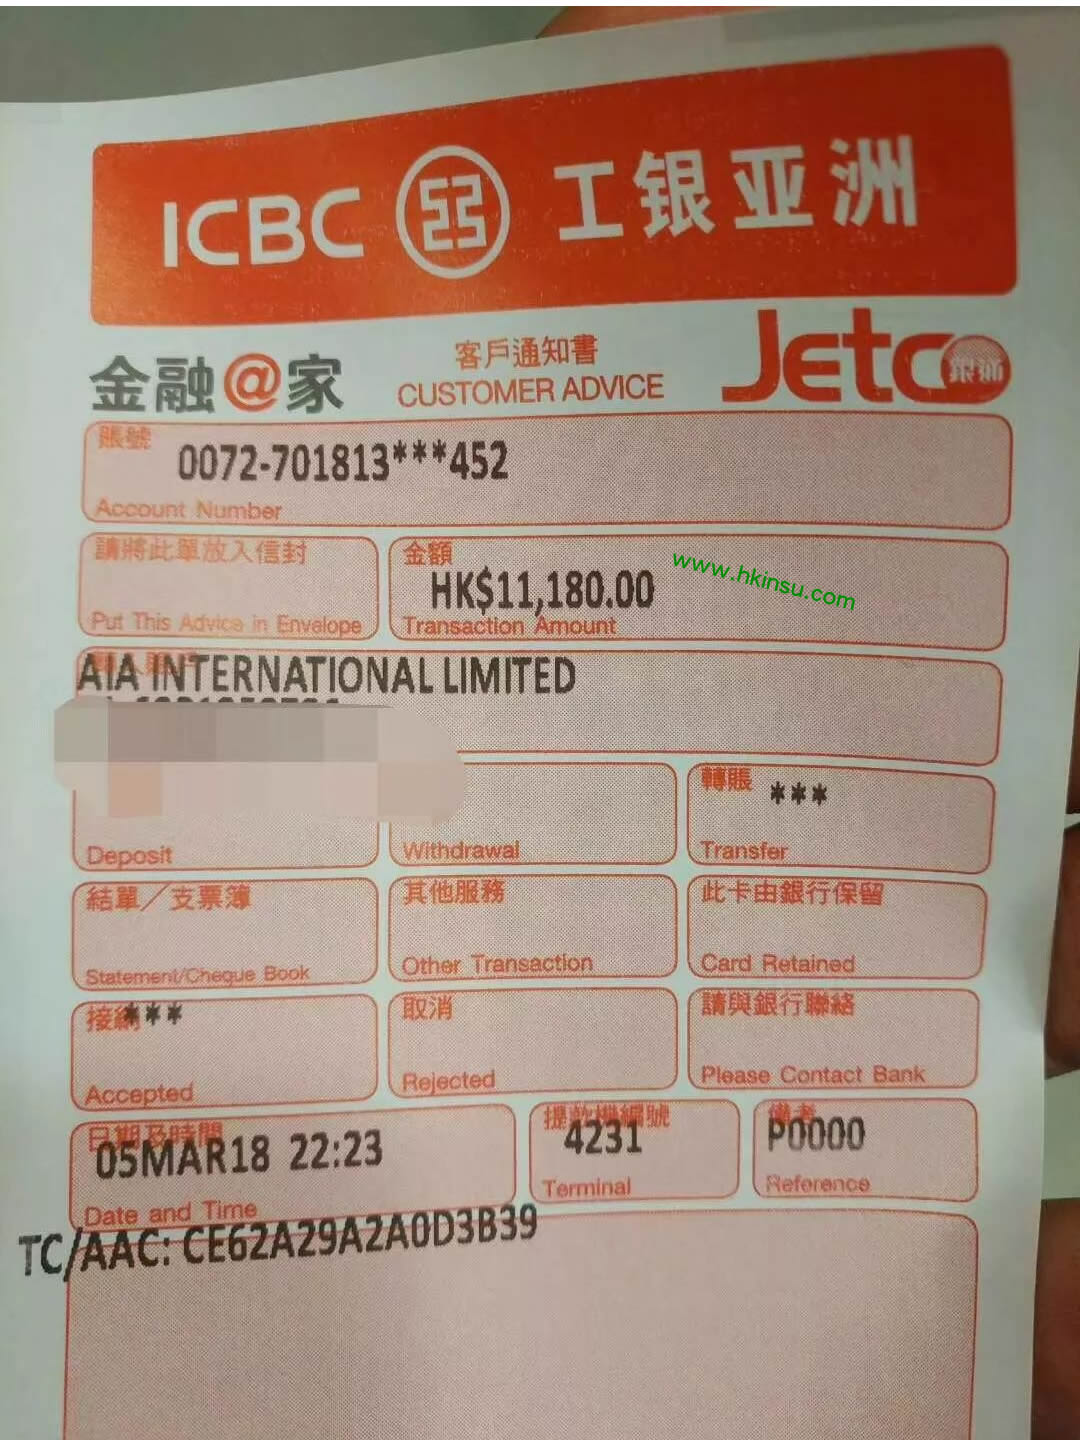 ICBC 工银亚洲
金融@家 客戶通知書 Jetco 銀通
CUSTOMER ADVICE
賬號
0072-701813***452
Account Number
請將此單放入信封 金額
HK$11,180.00 www.hkinsu.com
Put This Advice in Envelope Transaction Amount
AIA INTERNATIONAL LIMITED
轉賬 ***
Deposit Withdrawal Transfer
結單／支票簿 其他服務 此卡由銀行保留
Statement/Cheque Book Other Transaction Card Retained
接納*** 取消 請與銀行聯絡
Accepted Rejected Please Contact Bank
日期及時間 提款機編號 備考
05MAR18 22:23 4231 P0000
Date and Time Terminal Reference
TC/AAC: CE62A29A2A0D3B39